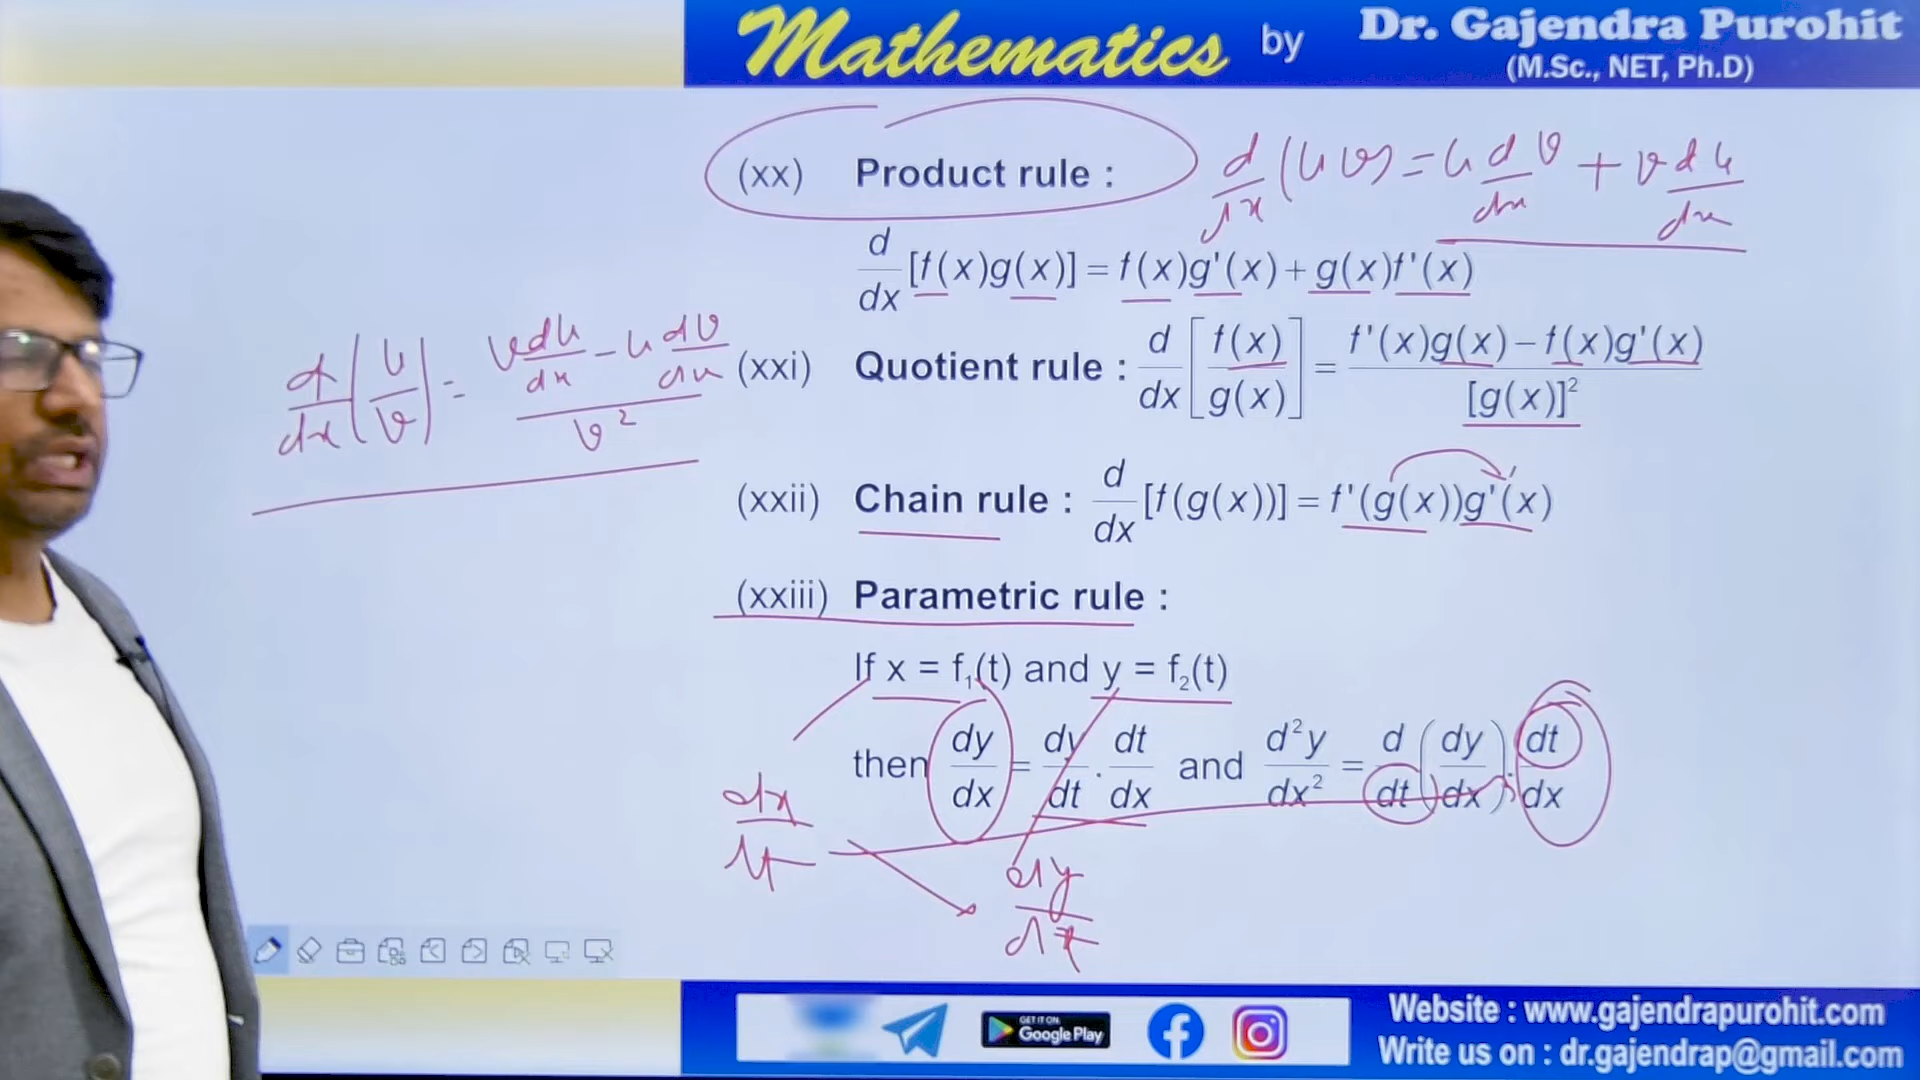 Mathematics by Dr. Gajendra Purohit
(M.Sc., NET, Ph.D)
(xx) Product rule : d/dx (uv) = u dv/dx + v du/dx
d/dx [f(x)g(x)] = f(x)g'(x) + g(x)f'(x)
d/dx (u/v) = (v du/dx - u dv/dx)/v²
(xxi) Quotient rule : d/dx [f(x)/g(x)] = (f'(x)g(x) – f(x)g'(x))/[g(x)]²
(xxii) Chain rule : d/dx [f(g(x))] = f'(g(x))g'(x)
(xxiii) Parametric rule :
If x = f₁(t) and y = f₂(t)
then dy/dx = dy/dt . dt/dx and d²y/dx² = d/dt (dy/dx) . dt/dx
dx/dt
dy/dt
GET IT ON
Google Play
Website : www.gajendrapurohit.com
Write us on : dr.gajendrap@gmail.com